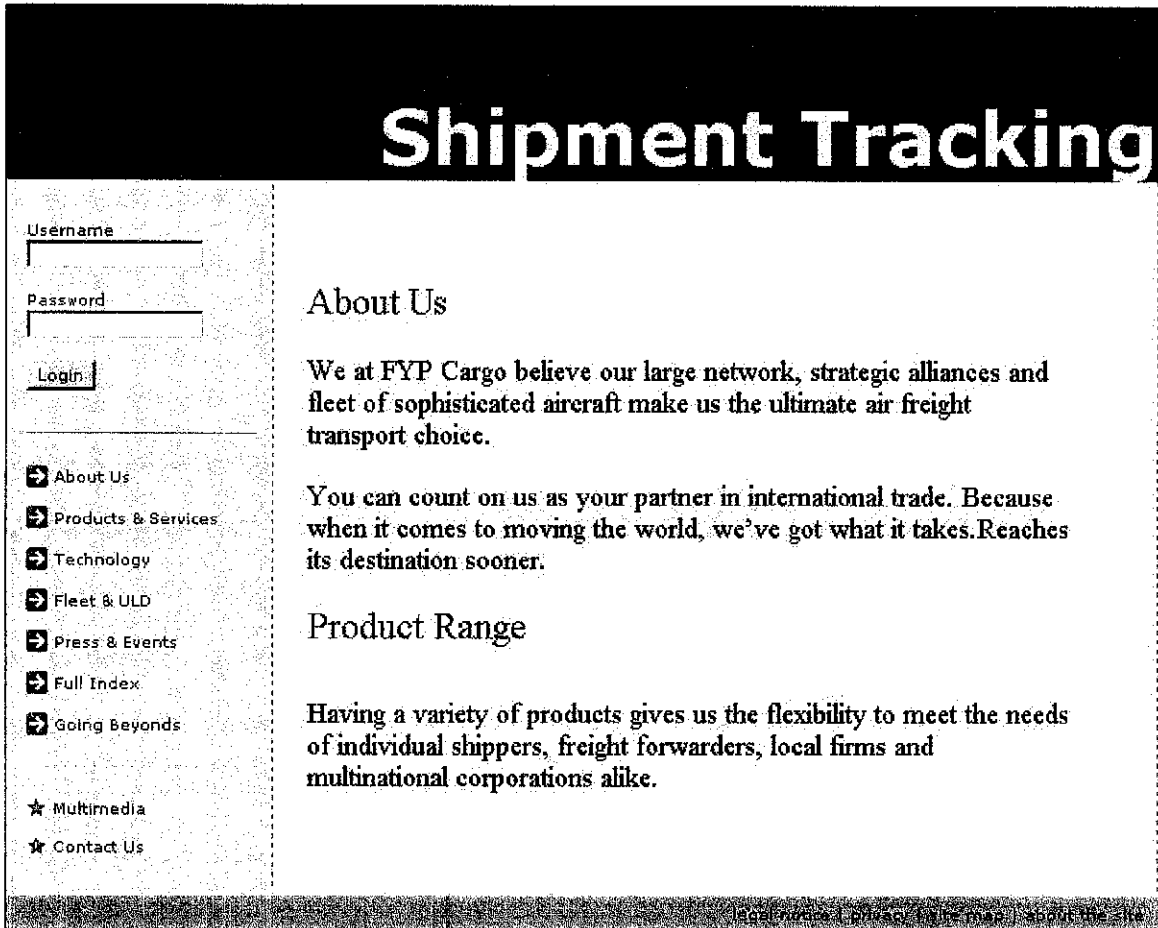 Shipment Tracking
Username
Password
Login
About Us
Products & Services
Technology
Fleet & ULD
Press & Events
Full Index
Going Beyonds
Multimedia
Contact Us
About Us
We at FYP Cargo believe our large network, strategic alliances and
fleet of sophisticated aircraft make us the ultimate air freight
transport choice.
You can count on us as your partner in international trade. Because
when it comes to moving the world, we've got what it takes.Reaches
its destination sooner.
Product Range
Having a variety of products gives us the flexibility to meet the needs
of individual shippers, freight forwarders, local firms and
multinational corporations alike.
legal notice | privacy | site map | about the site